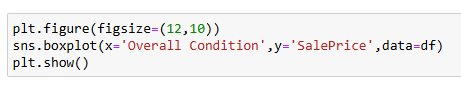 plt.figure(figsize=(12,10))
sns.boxplot(x='Overall Condition',y='SalePrice',data=df)
plt.show()